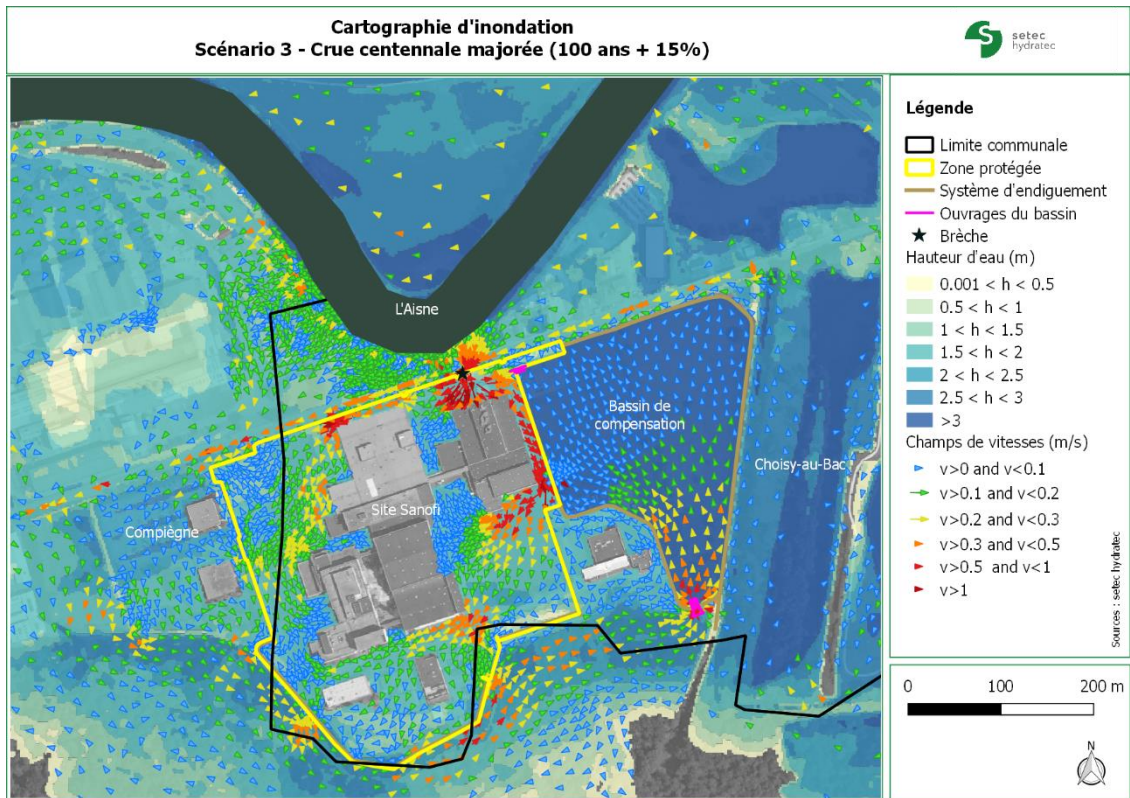 Cartographie d'inondation
Scénario 3 - Crue centennale majorée (100 ans + 15%)
S
setec
hydratec
L'Aisne
Bassin de
compensation
Choisy-au-Bac
Site Sanofi
Compiègne
Légende
Limite communale
Zone protégée
Système d'endiguement
Ouvrages du bassin
Brèche
Hauteur d'eau (m)
0.001 < h < 0.5
0.5 < h < 1
1 < h < 1.5
1.5 < h < 2
2 < h < 2.5
2.5 < h < 3
>3
Champs de vitesses (m/s)
v>0 and v<0.1
v>0.1 and v<0.2
v>0.2 and v<0.3
v>0.3 and v<0.5
v>0.5 and v<1
v>1
Sources : setec hydratec
0 100 200 m
N